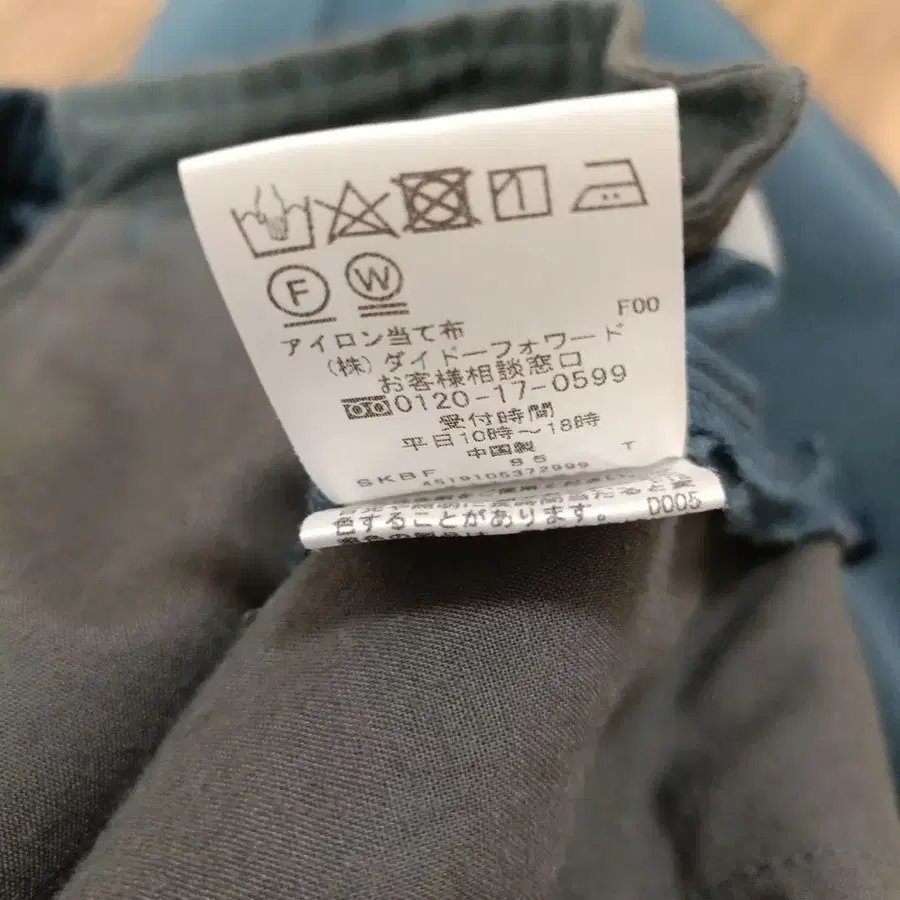 F W
F00
アイロン当て布
(株)ダイドーフォワード
お客様相談窓口
0120-17-0599
受付時間
平日10時～18時
中国製
SKBF SS T
4519105372999
色することがあります。 D005